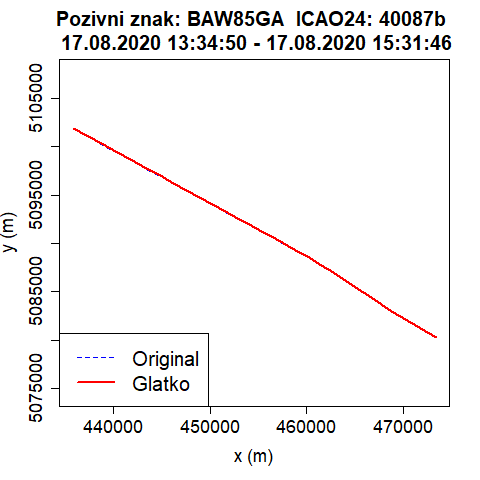 Pozivni znak: BAW85GA  ICAO24: 40087b
17.08.2020 13:34:50 - 17.08.2020 15:31:46
5105000
5095000
5085000
5075000
y (m)
Original
Glatko
440000 450000 460000 470000
x (m)